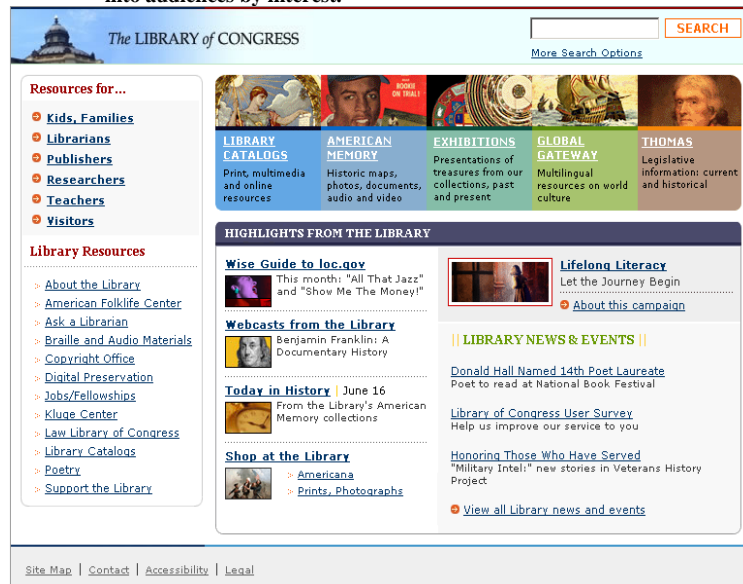 into audiences by interest.
The LIBRARY of CONGRESS
SEARCH
More Search Options
Resources for...
Kids, Families
Librarians
Publishers
Researchers
Teachers
Visitors
Library Resources
About the Library
American Folklife Center
Ask a Librarian
Braille and Audio Materials
Copyright Office
Digital Preservation
Jobs/Fellowships
Kluge Center
Law Library of Congress
Library Catalogs
Poetry
Support the Library
BOOKIE
ON TRIAL!
LIBRARY
CATALOGS
Print, multimedia
and online
resources
AMERICAN
MEMORY
Historic maps,
photos, documents,
audio and video
EXHIBITIONS
Presentations of
treasures from our
collections, past
and present
GLOBAL
GATEWAY
Multilingual
resources on world
culture
THOMAS
Legislative
information: current
and historical
HIGHLIGHTS FROM THE LIBRARY
Wise Guide to loc.gov
This month: "All That Jazz"
and "Show Me The Money!"
Webcasts from the Library
Benjamin Franklin: A
Documentary History
Today in History | June 16
From the Library's American
Memory collections
Shop at the Library
Americana
Prints, Photographs
Lifelong Literacy
Let the Journey Begin
About this campaign
|| LIBRARY NEWS & EVENTS ||
Donald Hall Named 14th Poet Laureate
Poet to read at National Book Festival
Library of Congress User Survey
Help us improve our service to you
Honoring Those Who Have Served
"Military Intel:" new stories in Veterans History
Project
View all Library news and events
Site Map | Contact | Accessibility | Legal